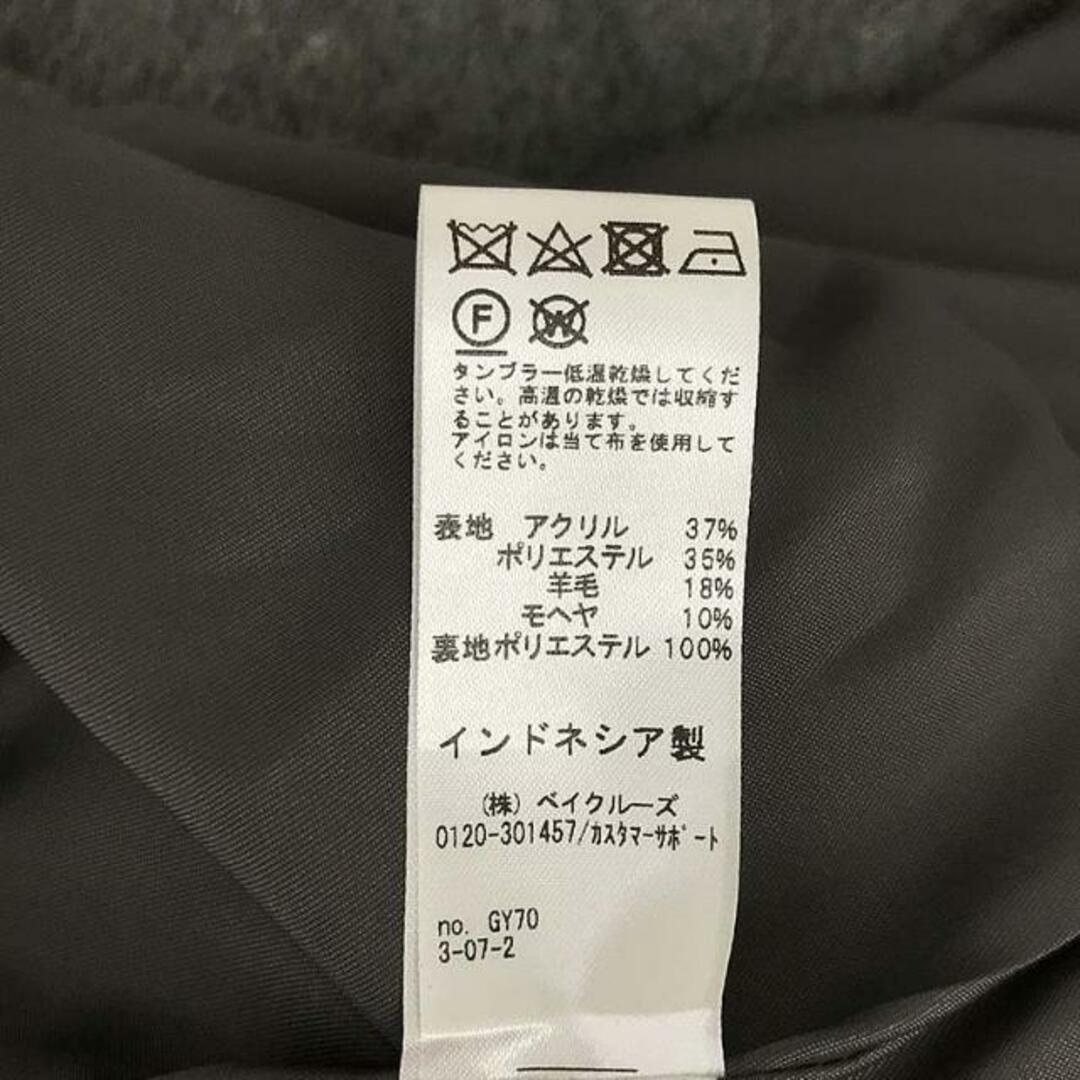 F W
タンブラー低温乾燥してくだ
さい。高温の乾燥では収縮す
ることがあります。
アイロンは当て布を使用して
ください。
表地 アクリル 37%
ポリエステル 35%
羊毛 18%
モヘヤ 10%
裏地ポリエステル 100%
インドネシア製
(株) ベイクルーズ
0120-301457/カスタマーサポート
no. GY70
3-07-2